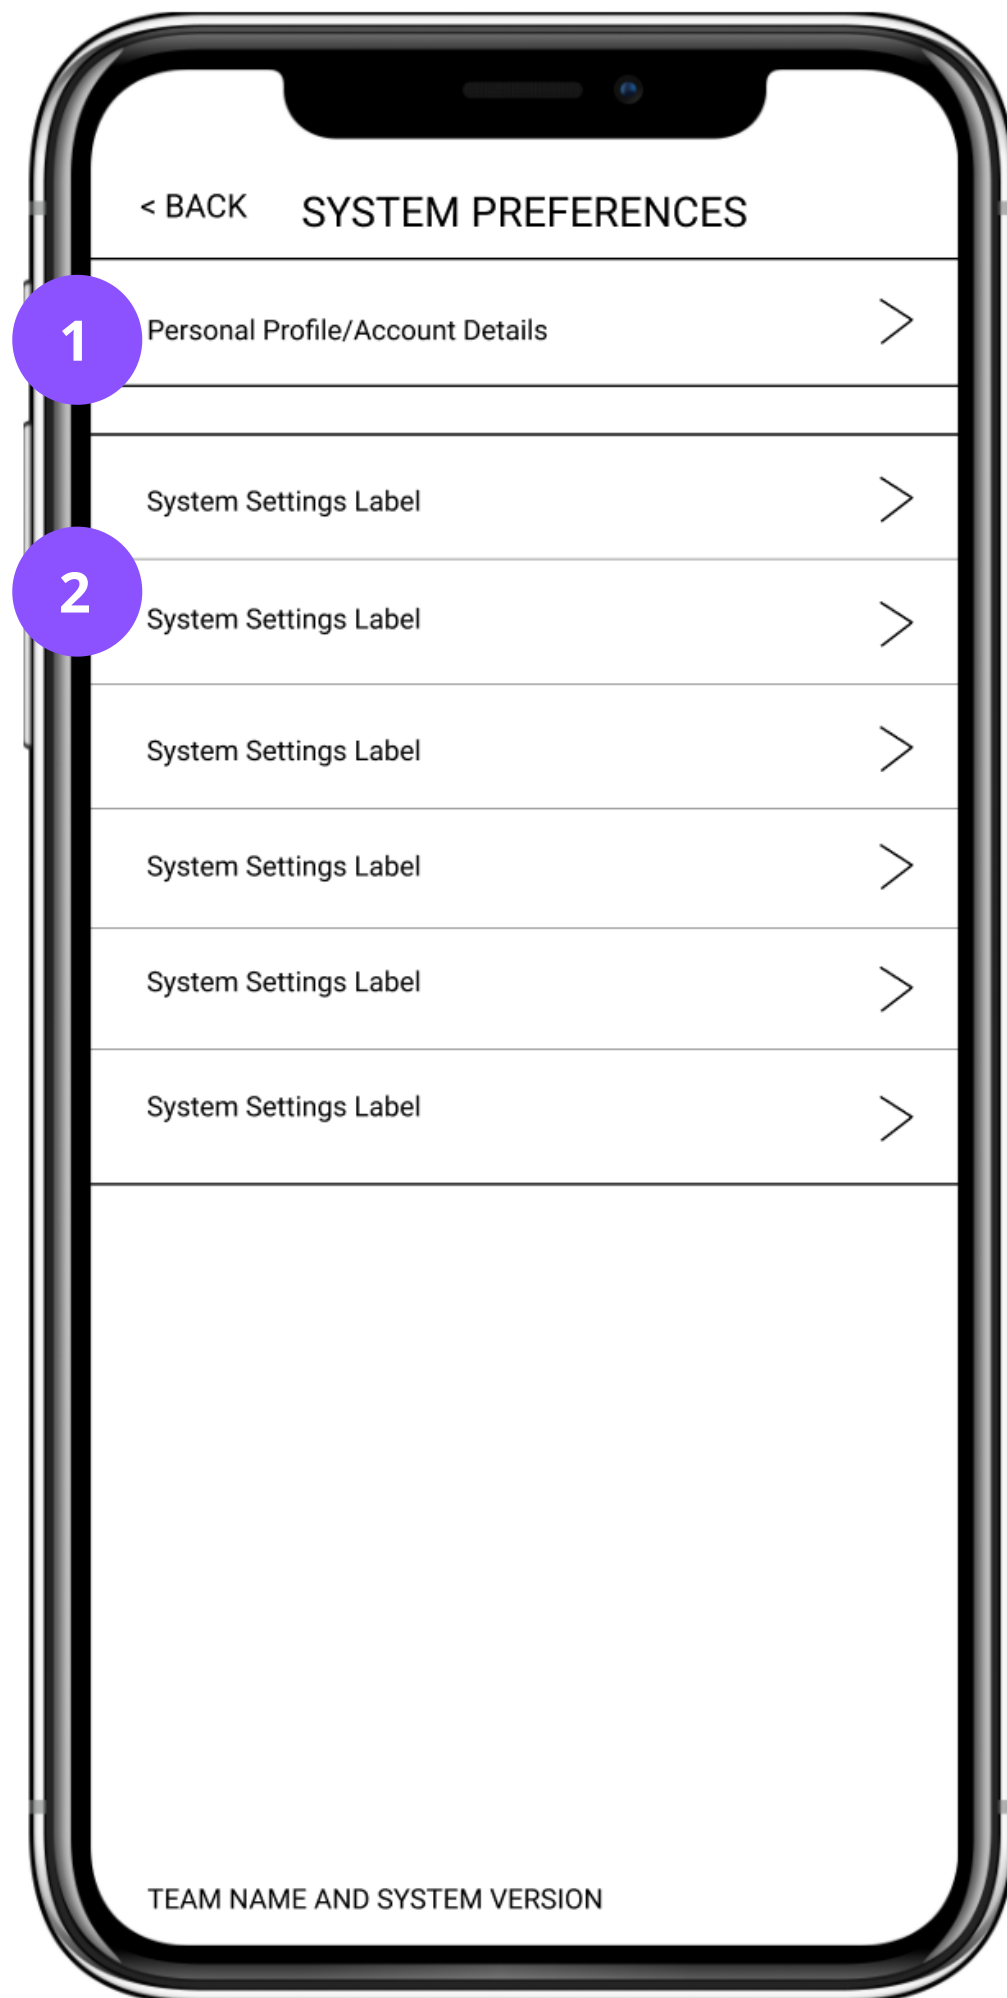 < BACK SYSTEM PREFERENCES
1 Personal Profile/Account Details >
System Settings Label >
2 System Settings Label >
System Settings Label >
System Settings Label >
System Settings Label >
System Settings Label >
TEAM NAME AND SYSTEM VERSION